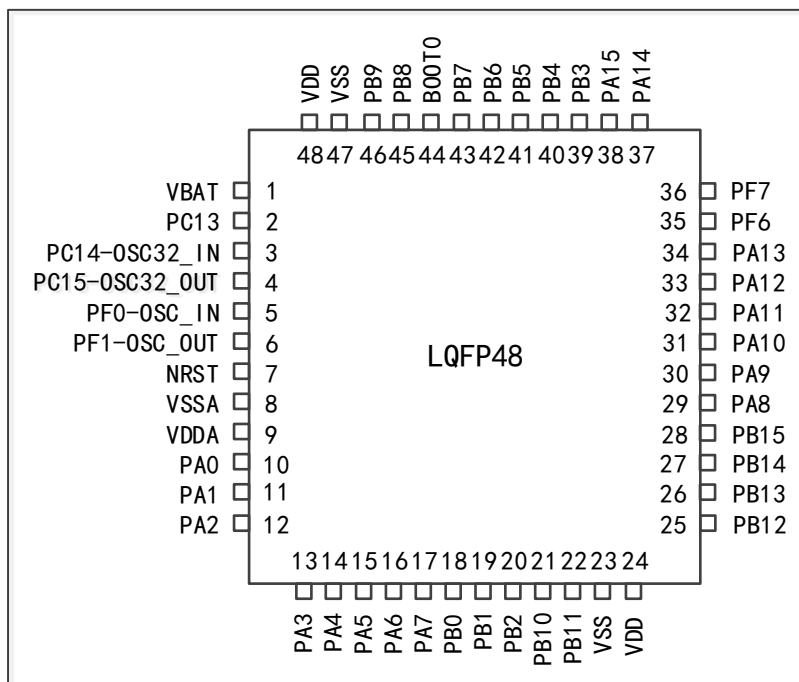 VDD VSS PB9 PB8 BOOT0 PB7 PB6 PB5 PB4 PB3 PA15 PA14
48 47 46 45 44 43 42 41 40 39 38 37
VBAT 1 36 PF7
PC13 2 35 PF6
PC14-OSC32_IN 3 34 PA13
PC15-OSC32_OUT 4 33 PA12
PF0-OSC_IN 5 32 PA11
PF1-OSC_OUT 6 31 PA10
LQFP48
NRST 7 30 PA9
VSSA 8 29 PA8
VDDA 9 28 PB15
PA0 10 27 PB14
PA1 11 26 PB13
PA2 12 25 PB12
13 14 15 16 17 18 19 20 21 22 23 24
PA3 PA4 PA5 PA6 PA7 PB0 PB1 PB2 PB10 PB11 VSS VDD